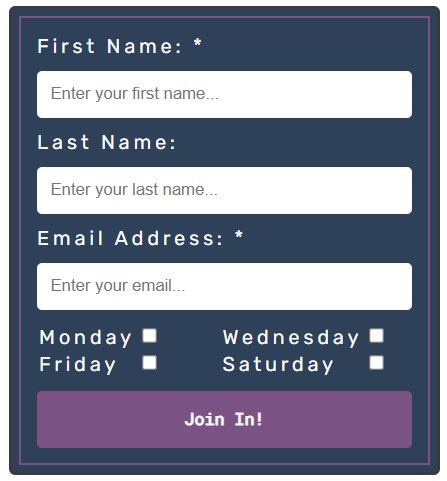 First Name: *
Enter your first name...
Last Name:
Enter your last name...
Email Address: *
Enter your email...
Monday Wednesday
Friday Saturday
Join In!